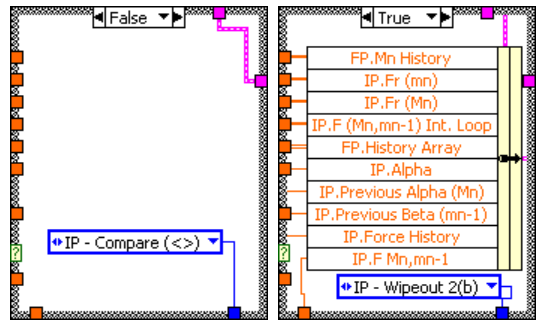 False
IP - Compare (<>)
?
True
FP.Mn History
IP.Fr (mn)
IP.Fr (Mn)
IP.F (Mn,mn-1) Int. Loop
FP.History Array
IP.Alpha
IP.Previous Alpha (Mn)
IP.Previous Beta (mn-1)
IP.Force History
IP.F Mn,mn-1
?
IP - Wipeout 2(b)